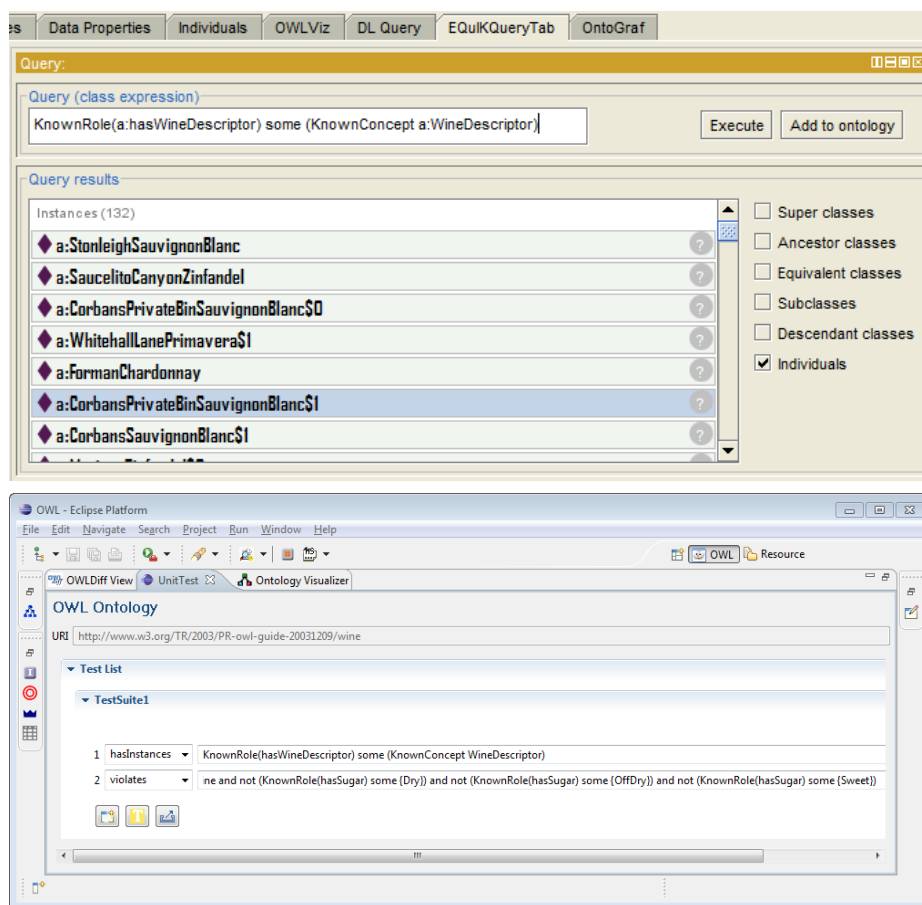 es Data Properties Individuals OWLViz DL Query EQuIKQueryTab OntoGraf
Query:
Query (class expression)
KnownRole(a:hasWineDescriptor) some (KnownConcept a:WineDescriptor)
Execute Add to ontology
Query results
Instances (132)
a:StonleighSauvignonBlanc
a:SaucelitoCanyonZinfandel
a:CorbansPrivateBinSauvignonBlanc$0
a:WhitehallLanePrimavera$1
a:FormanChardonnay
a:CorbansPrivateBinSauvignonBlanc$1
a:CorbansSauvignonBlanc$1
Super classes
Ancestor classes
Equivalent classes
Subclasses
Descendant classes
Individuals
OWL - Eclipse Platform
File Edit Navigate Search Project Run Window Help
OWL Resource
OWLDiff View UnitTest Ontology Visualizer
OWL Ontology
URI http://www.w3.org/TR/2003/PR-owl-guide-20031209/wine
Test List
TestSuite1
1 hasInstances KnownRole(hasWineDescriptor) some (KnownConcept WineDescriptor)
2 violates ne and not (KnownRole(hasSugar) some {Dry}) and not (KnownRole(hasSugar) some {OffDry}) and not (KnownRole(hasSugar) some {Sweet})